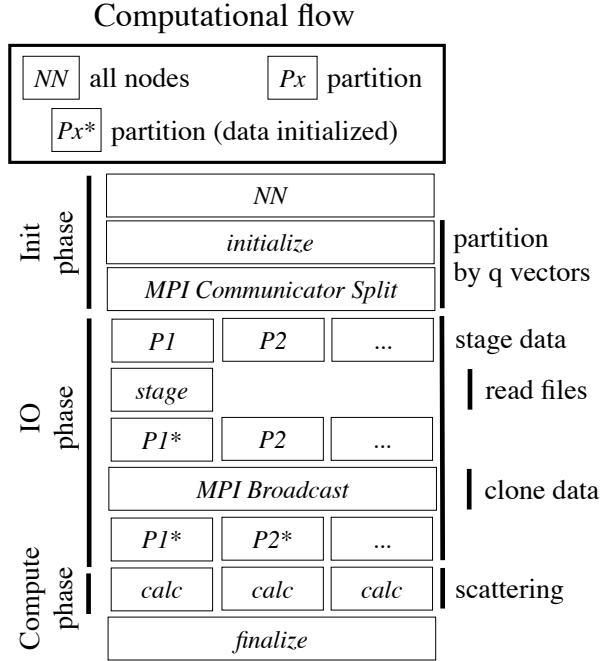 Computational flow
NN all nodes Px partition
Px* partition (data initialized)
Init phase
NN
initialize
MPI Communicator Split
partition
by q vectors
IO phase
P1 P2 ... stage data
stage read files
P1* P2 ...
MPI Broadcast clone data
P1* P2* ...
Compute phase
calc calc calc scattering
finalize